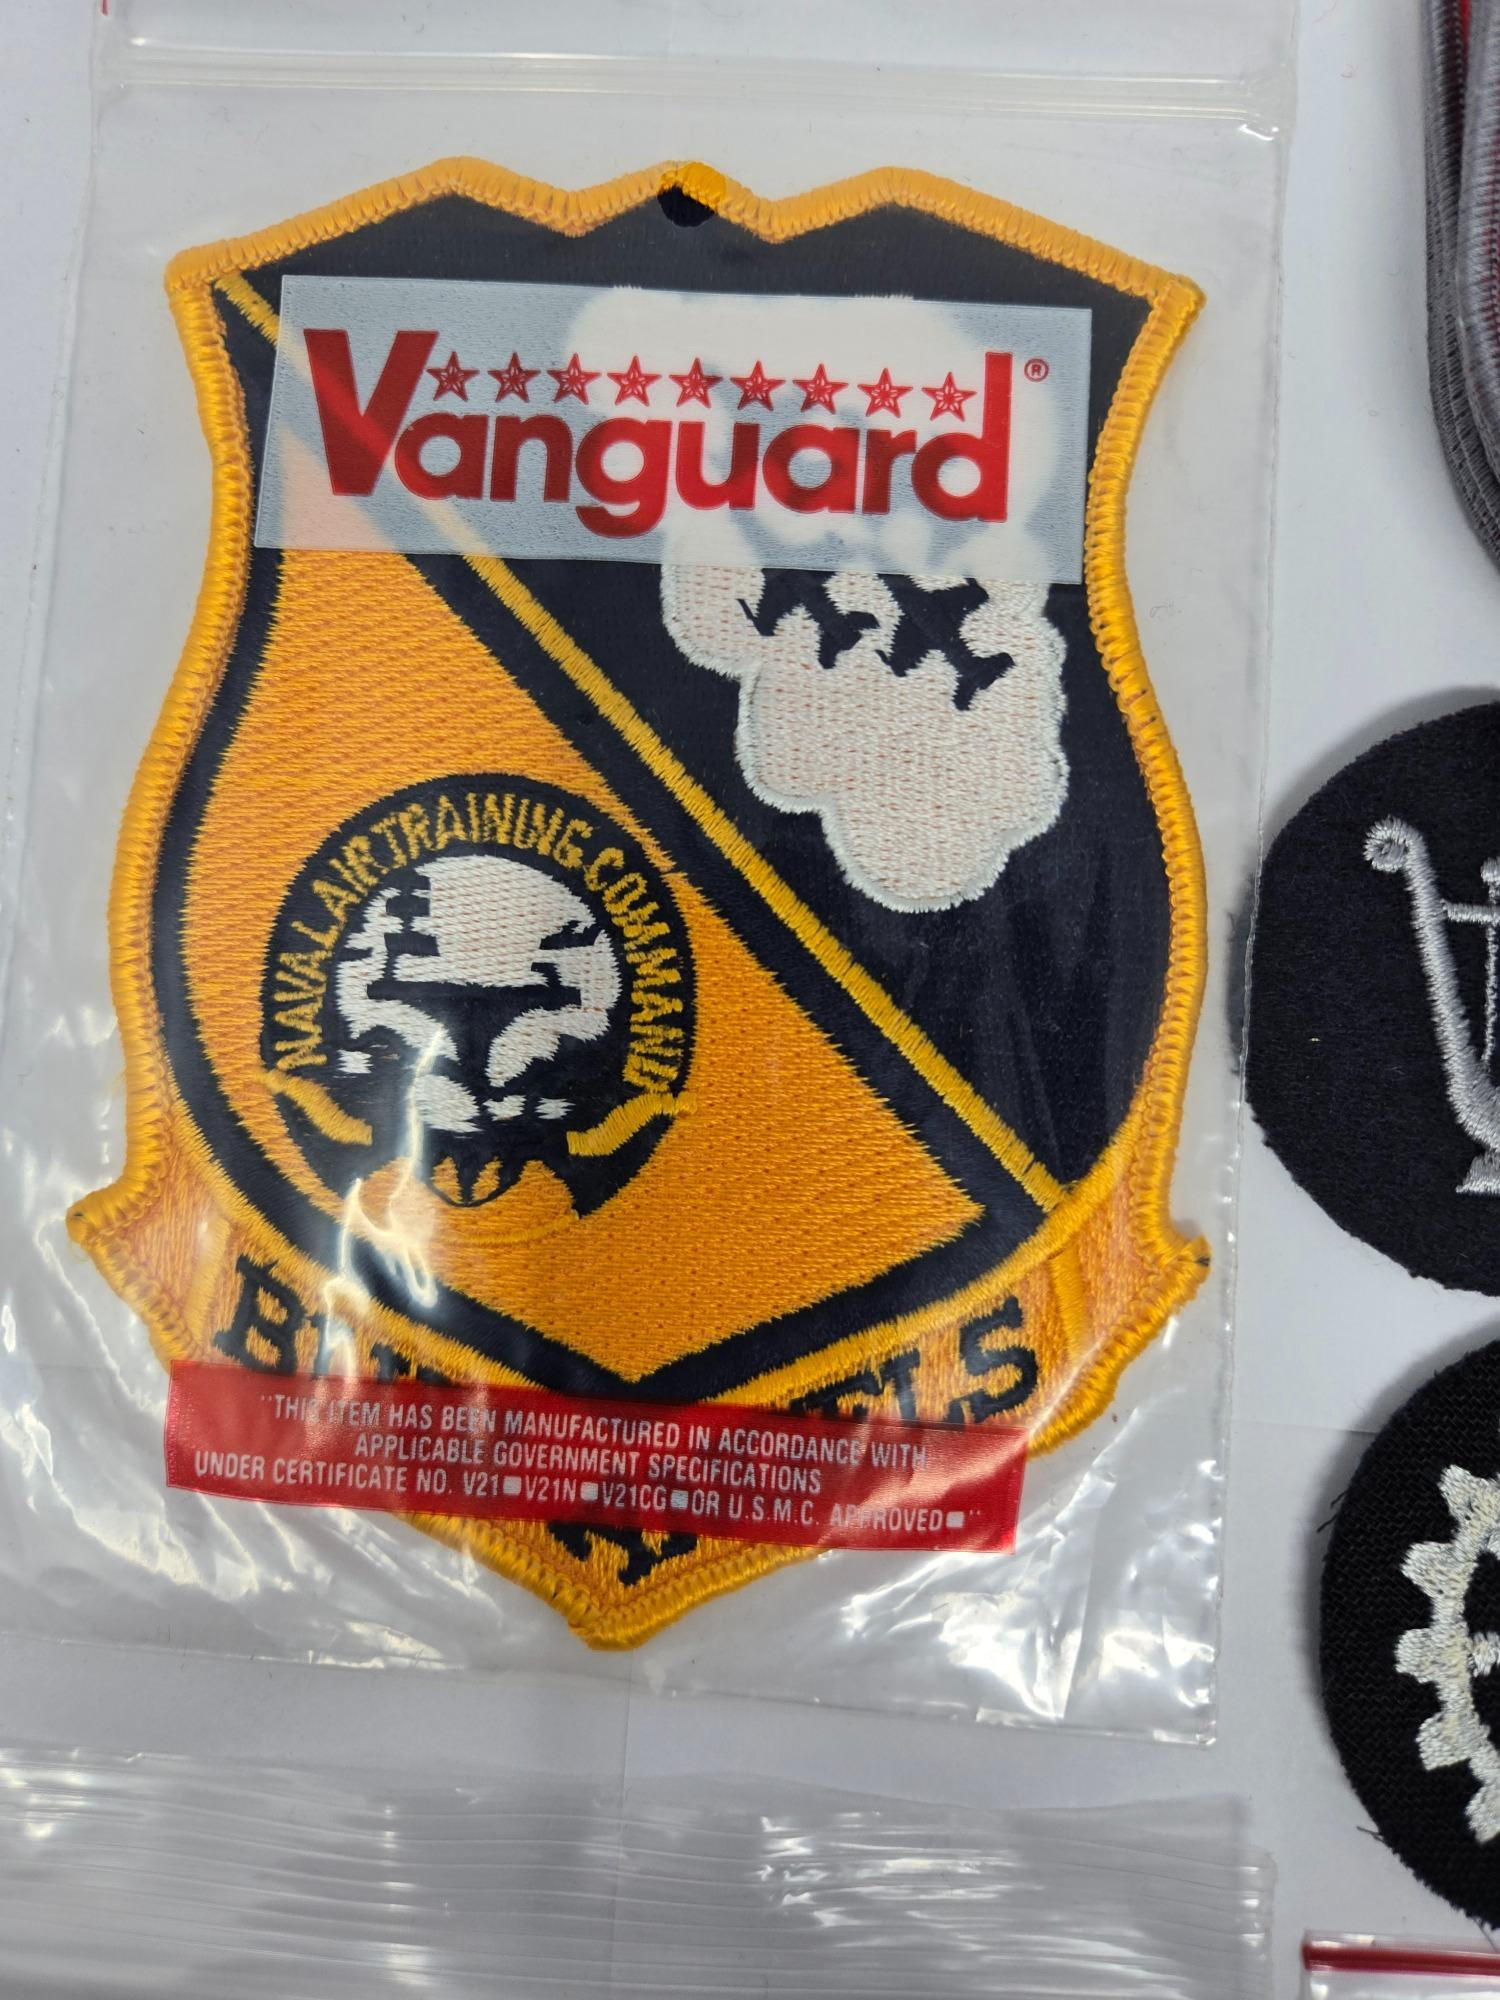 Vanguard®
NAVAL AIR TRAINING COMMAND
"THIS ITEM HAS BEEN MANUFACTURED IN ACCORDANCE WITH
APPLICABLE GOVERNMENT SPECIFICATIONS
UNDER CERTIFICATE NO. V21■V21N■V21CG■OR U.S.M.C. APPROVED■"